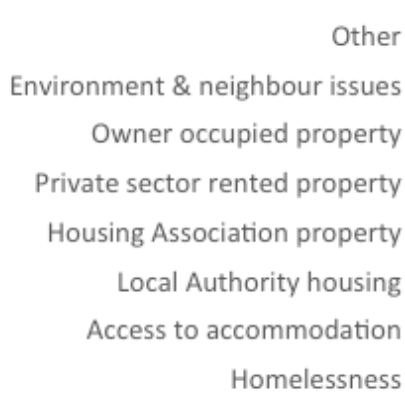 Other
Environment & neighbour issues
Owner occupied property
Private sector rented property
Housing Association property
Local Authority housing
Access to accommodation
Homelessness